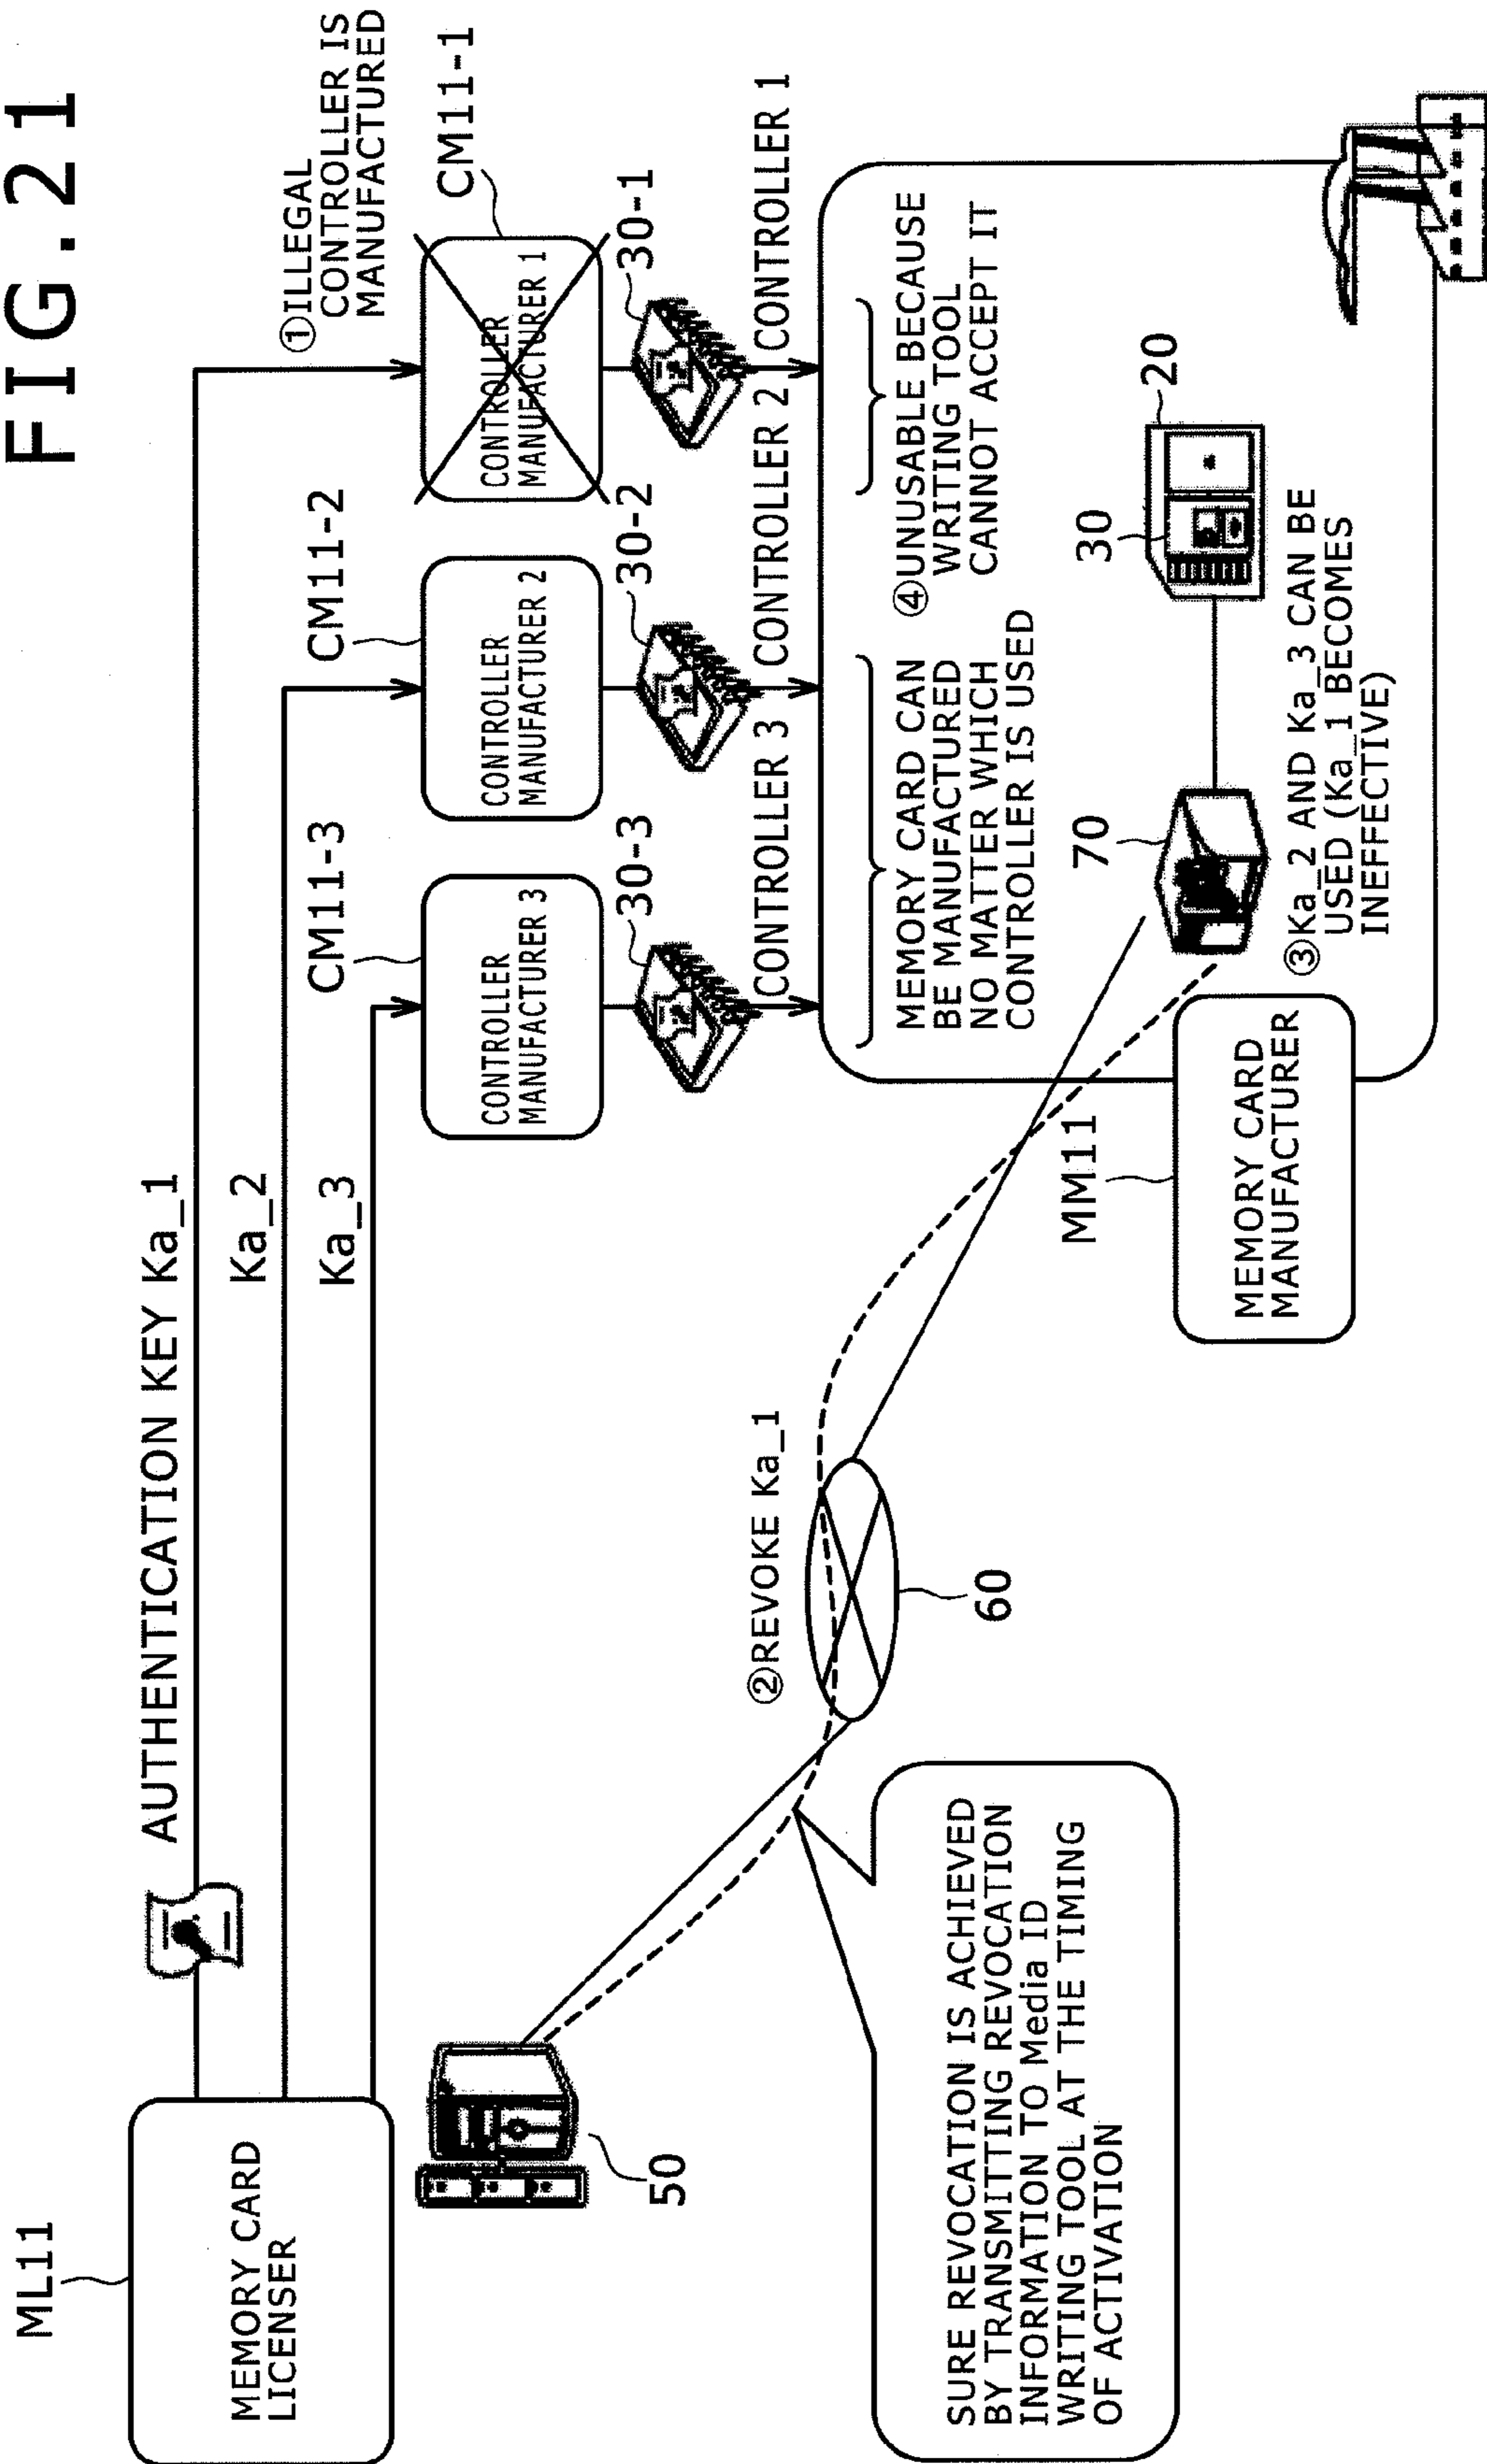 FIG.21
ML11
MEMORY CARD
LICENSER
AUTHENTICATION KEY Ka_1
Ka_2
Ka_3
①ILLEGAL
CONTROLLER IS
MANUFACTURED
CM11-3
CM11-2
CM11-1
CONTROLLER
MANUFACTURER 3
CONTROLLER
MANUFACTURER 2
CONTROLLER
MANUFACTURER 1
30-3
30-2
30-1
CONTROLLER 3
CONTROLLER 2
CONTROLLER 1
50
②REVOKE Ka_1
60
SURE REVOCATION IS ACHIEVED
BY TRANSMITTING REVOCATION
INFORMATION TO Media ID
WRITING TOOL AT THE TIMING
OF ACTIVATION
MEMORY CARD CAN
BE MANUFACTURED
NO MATTER WHICH
CONTROLLER IS USED
④UNUSABLE BECAUSE
WRITING TOOL
CANNOT ACCEPT IT
70
30
20
③Ka_2 AND Ka_3 CAN BE
USED (Ka_1 BECOMES
INEFFECTIVE)
MM11
MEMORY CARD
MANUFACTURER